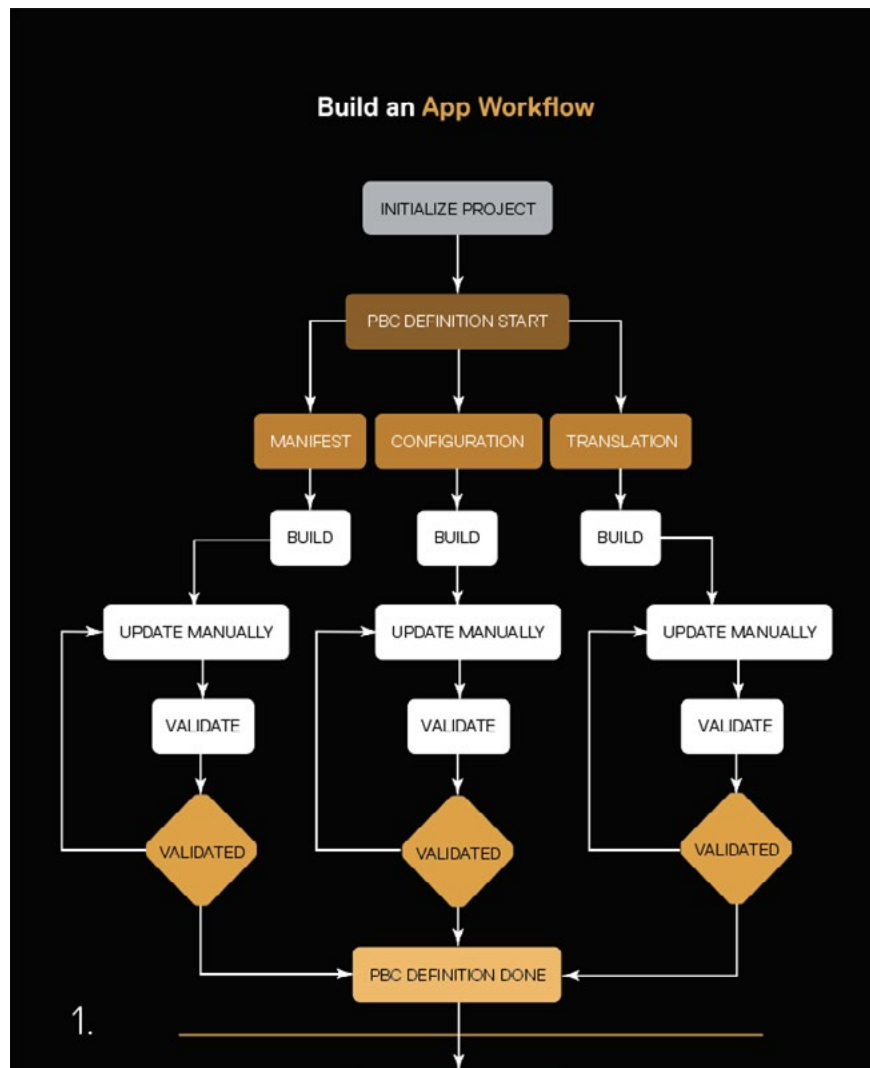 Build an App Workflow
INITIALIZE PROJECT
PBC DEFINITION START
MANIFEST
CONFIGURATION
TRANSLATION
BUILD
BUILD
BUILD
UPDATE MANUALLY
UPDATE MANUALLY
UPDATE MANUALLY
VALIDATE
VALIDATE
VALIDATE
VALIDATED
VALIDATED
VALIDATED
PBC DEFINITION DONE
1.